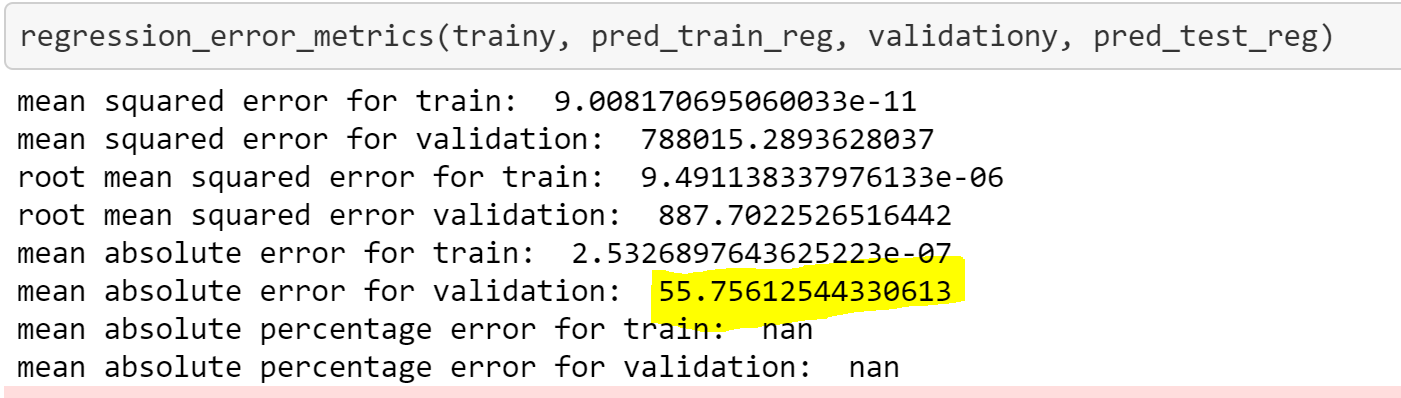 regression_error_metrics(trainy, pred_train_reg, validationy, pred_test_reg)
mean squared error for train:  9.008170695060033e-11
mean squared error for validation:  788015.2893628037
root mean squared error for train:  9.491138337976133e-06
root mean squared error validation:  887.7022526516442
mean absolute error for train:  2.5326897643625223e-07
mean absolute error for validation:  55.75612544330613
mean absolute percentage error for train:  nan
mean absolute percentage error for validation:  nan